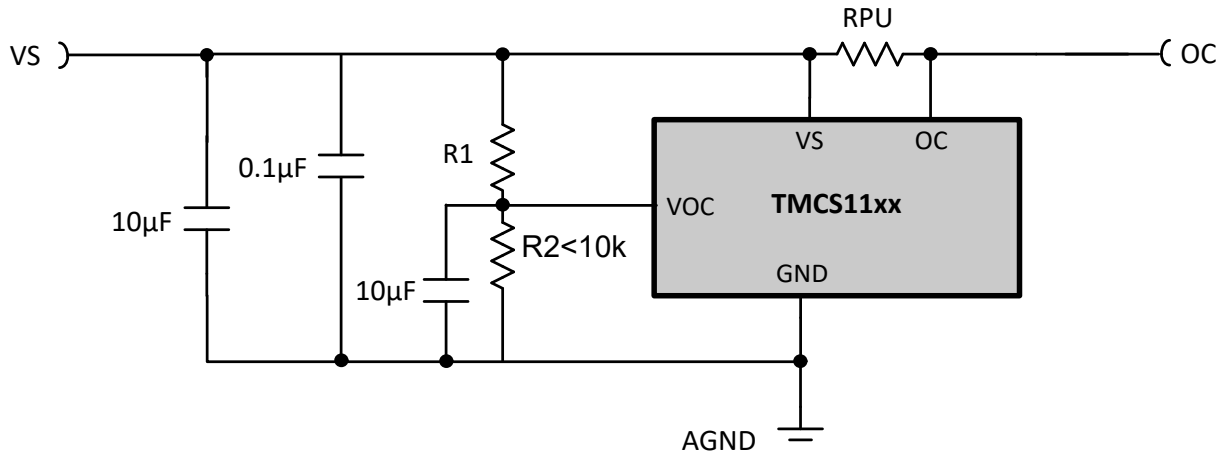 RPU
VS
OC
VS
OC
R1
0.1µF
VOC
TMCS11xx
10µF
R2<10k
GND
10µF
AGND